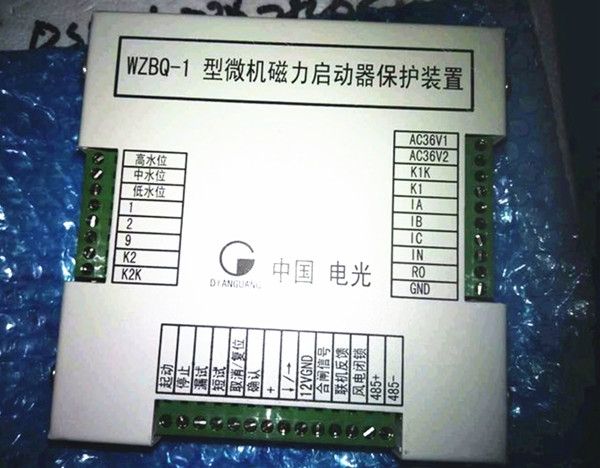 WZBQ-1 型微机磁力启动器保护装置
高水位
中水位
低水位
1
2
9
K2
K2K
AC36V1
AC36V2
K1K
K1
IA
IB
IC
IN
RO
GND
DIANGUANG
中国 电光
起动
停止
漏试
短试
取消/复位
确认
+
↓/→
12VGND
合闸信号
联机反馈
风电闭锁
485+
485-